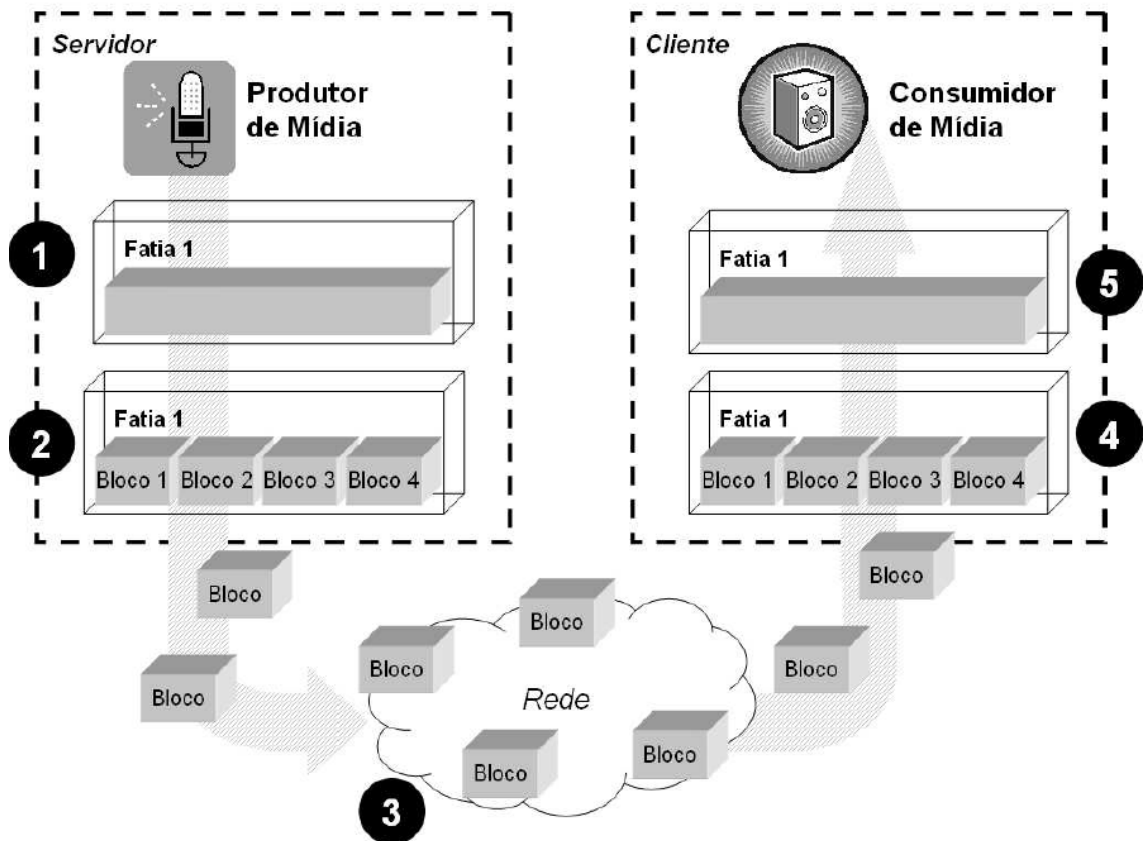 Servidor
Produtor
de Mídia
1
Fatia 1
2
Fatia 1
Bloco 1
Bloco 2
Bloco 3
Bloco 4
Bloco
Bloco
Bloco
Bloco
Rede
Bloco
Bloco
3
Cliente
Consumidor
de Mídia
Fatia 1
5
Fatia 1
4
Bloco 1
Bloco 2
Bloco 3
Bloco 4
Bloco
Bloco